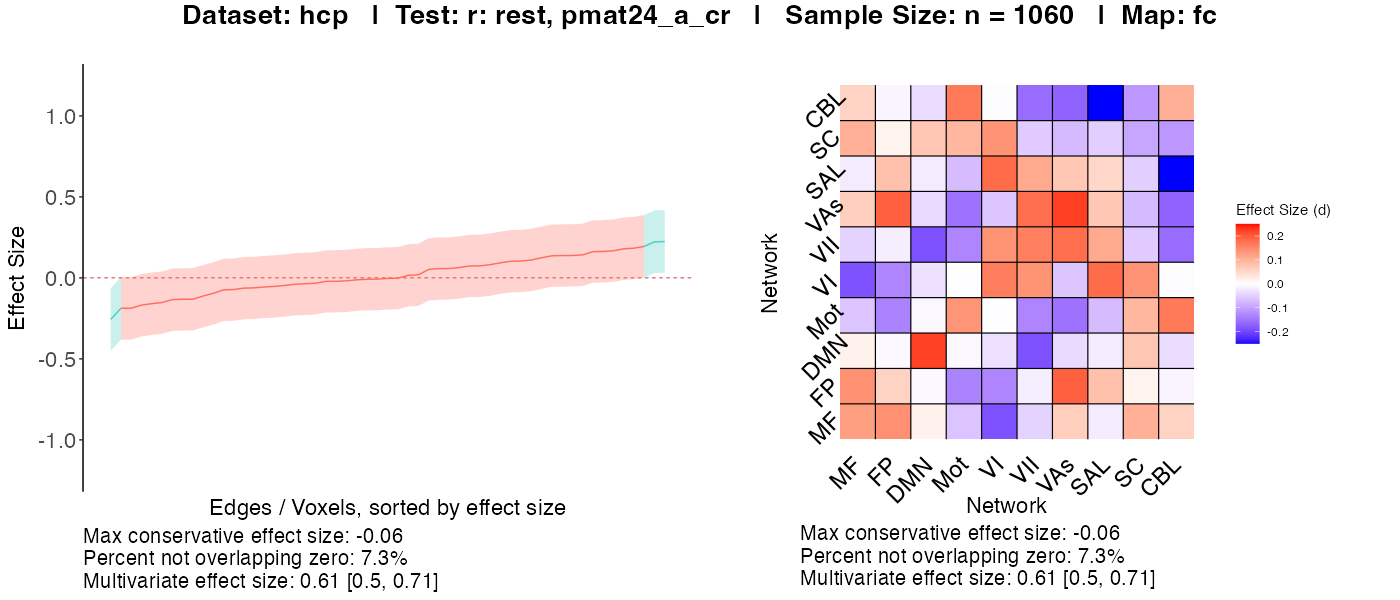 Dataset: hcp | Test: r: rest, pmat24_a_cr | Sample Size: n = 1060 | Map: fc
Effect Size
1.0
0.5
0.0
-0.5
-1.0
Edges / Voxels, sorted by effect size
Max conservative effect size: -0.06
Percent not overlapping zero: 7.3%
Multivariate effect size: 0.61 [0.5, 0.71]
Network
CBL
SC
SAL
VAs
VII
VI
Mot
DMN
FP
MF
MF FP DMN Mot VI VII VAs SAL SC CBL
Network
Max conservative effect size: -0.06
Percent not overlapping zero: 7.3%
Multivariate effect size: 0.61 [0.5, 0.71]
Effect Size (d)
0.2
0.1
0.0
-0.1
-0.2